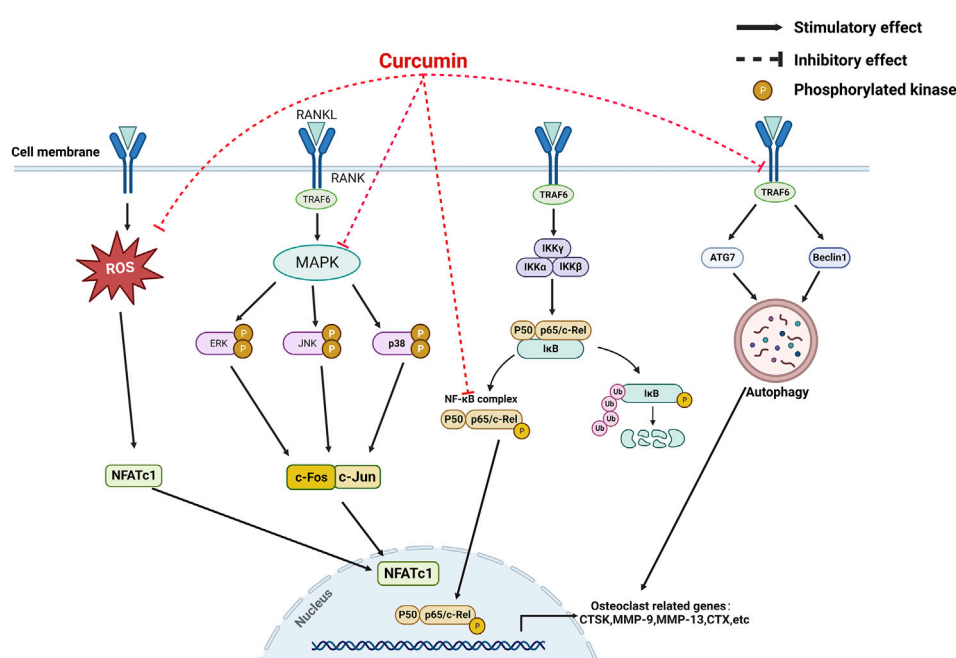 Stimulatory effect
Inhibitory effect
P Phosphorylated kinase
Curcumin
Cell membrane
RANKL
RANK
TRAF6
TRAF6
TRAF6
ROS
MAPK
IKKγ
IKKα IKKβ
ATG7
Beclin1
ERK P P
JNK P P
p38 P P
P50 p65/c-Rel
IκB
NF-κB complex
P50 p65/c-Rel P
Ub IκB P
Ub
Ub
Ub
Autophagy
NFATc1
c-Fos c-Jun
NFATc1
Nucleus
P50 p65/c-Rel P
Osteoclast related genes:
CTSK,MMP-9,MMP-13,CTX,etc